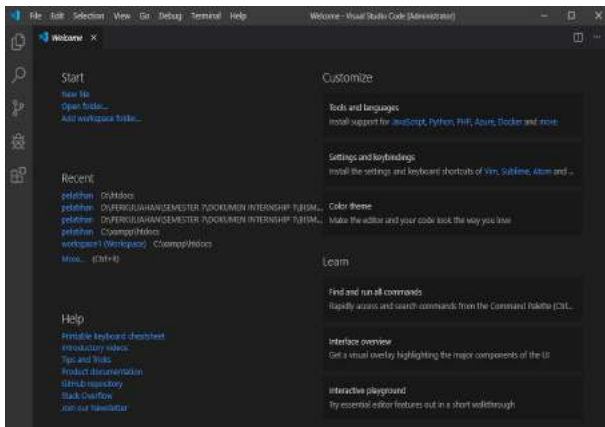 File Edit Selection View Go Debug Terminal Help
Welcome - Visual Studio Code [Administrator]
Welcome
Start
New file
Open folder...
Add workspace folder...
Recent
pelatihan D:\htdocs
pelatihan D:\PERKULIAHAN\SEMESTER 7\DOKUMEN INTERNSHIP 1\BISM...
pelatihan D:\PERKULIAHAN\SEMESTER 7\DOKUMEN INTERNSHIP 1\BISM...
pelatihan C:\xampp\htdocs
workspace1 (Workspace) C:\xampp\htdocs
More... (Ctrl+R)
Help
Printable keyboard cheatsheet
Introductory videos
Tips and Tricks
Product documentation
GitHub repository
Stack Overflow
Join our Newsletter
Customize
Tools and languages
Install support for JavaScript, Python, PHP, Azure, Docker and more
Settings and keybindings
Install the settings and keyboard shortcuts of Vim, Sublime, Atom and ...
Color theme
Make the editor and your code look the way you love
Learn
Find and run all commands
Rapidly access and search commands from the Command Palette (Ctrl...
Interface overview
Get a visual overlay highlighting the major components of the UI
Interactive playground
Try essential editor features out in a short walkthrough